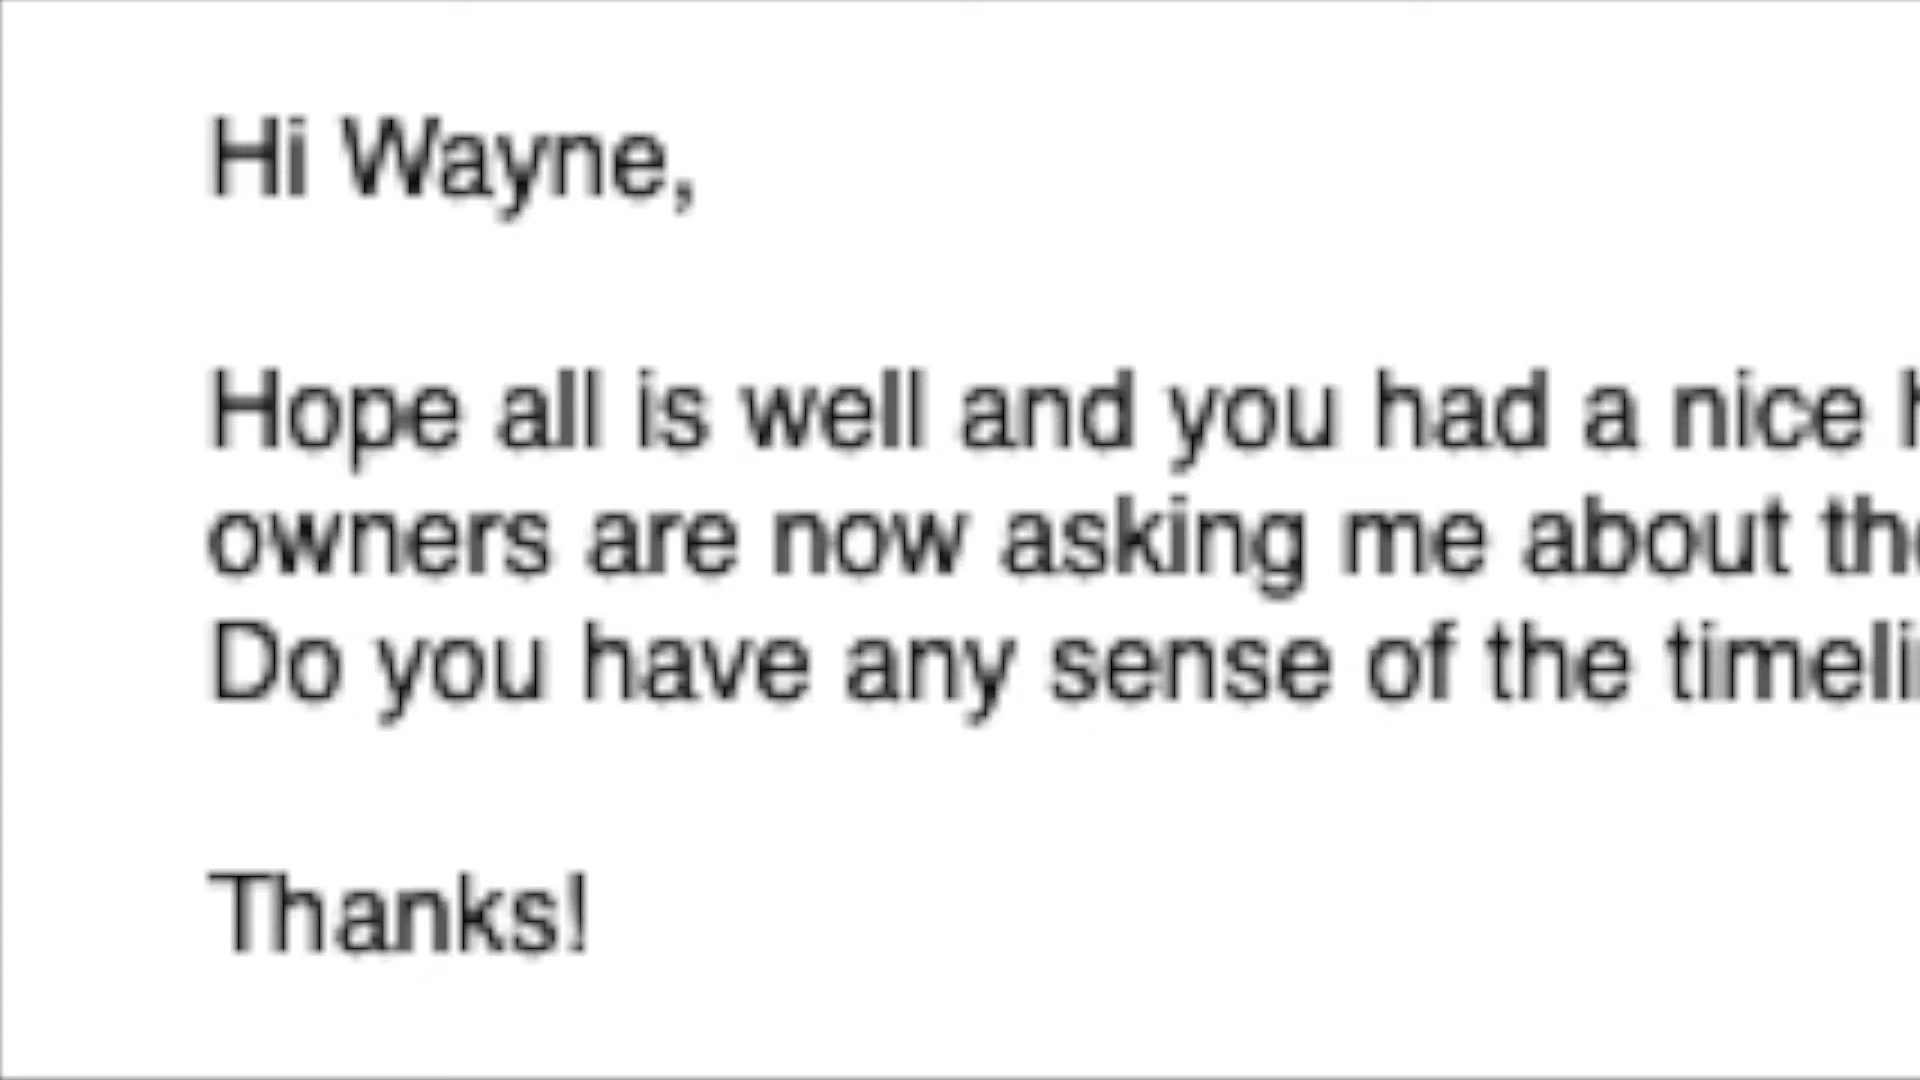 Hi Wayne,
Hope all is well and you had a nice
owners are now asking me about
Do you have any sense of the
Thanks!